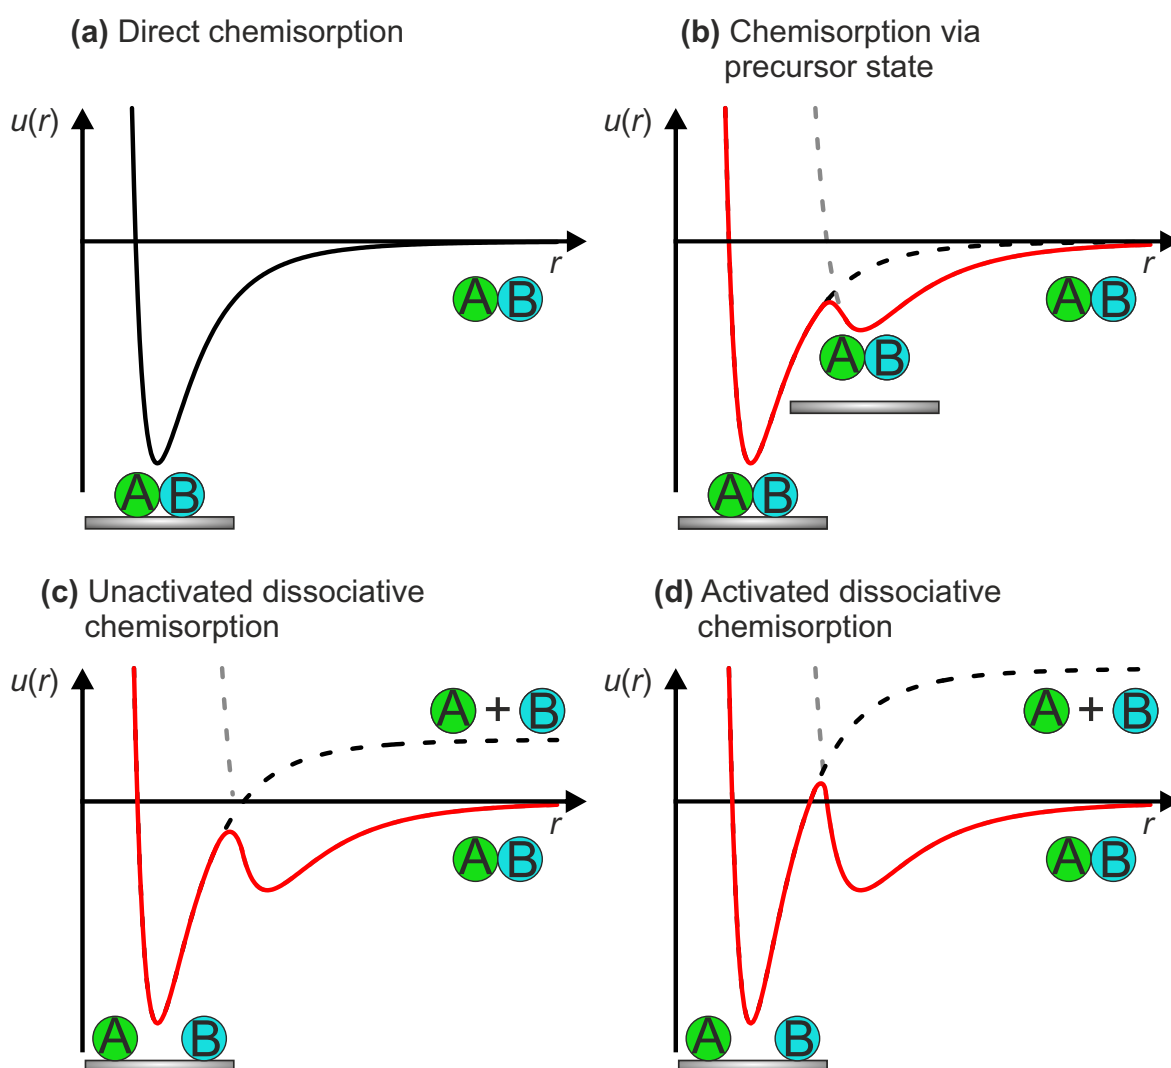 (a) Direct chemisorption
u(r)
r
A B
A B
(b) Chemisorption via
precursor state
u(r)
r
A B
A B
A B
(c) Unactivated dissociative
chemisorption
u(r)
A + B
r
A B
A B
(d) Activated dissociative
chemisorption
u(r)
A + B
r
A B
A B